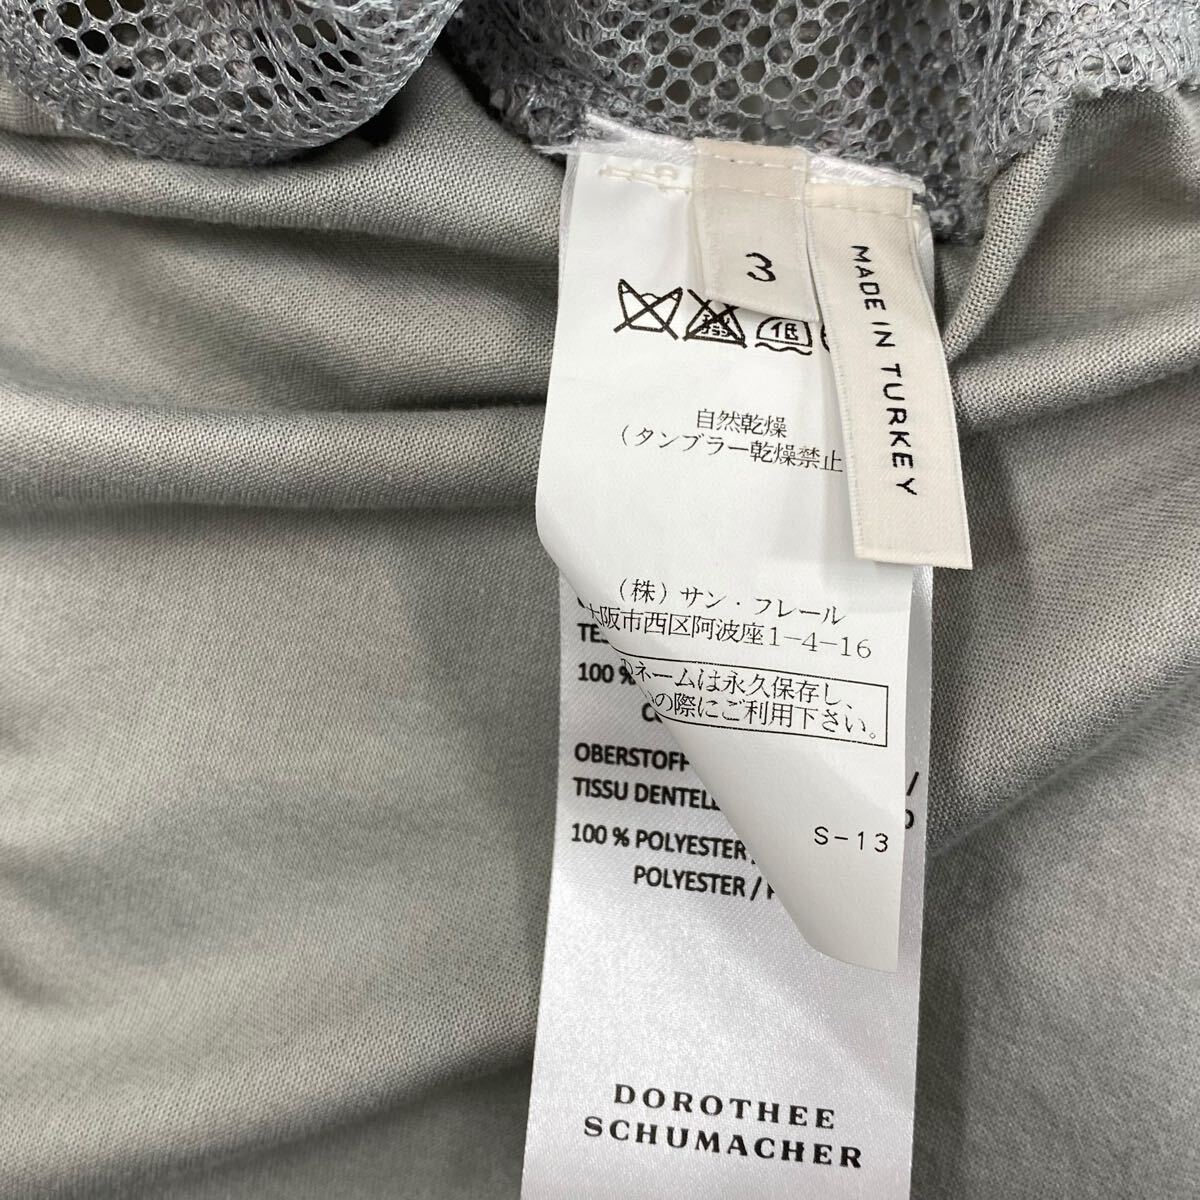 3
MADE IN TURKEY
低
自然乾燥
(タンブラー乾燥禁止
(株)サン・フレール
大阪市西区阿波座1-4-16
ネームは永久保存し、
の際にご利用下さい。
S-13
100 %
OBERSTOFF
TISSU
100 % POLYESTER
POLYESTER /
DOROTHEE
SCHUMACHER